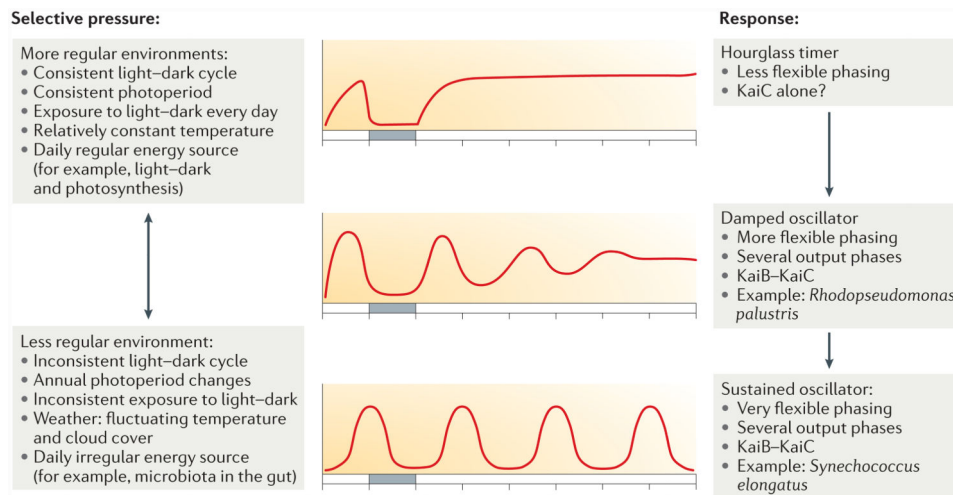 Selective pressure:
More regular environments:
• Consistent light–dark cycle
• Consistent photoperiod
• Exposure to light–dark every day
• Relatively constant temperature
• Daily regular energy source
(for example, light–dark
and photosynthesis)
Less regular environment:
• Inconsistent light–dark cycle
• Annual photoperiod changes
• Inconsistent exposure to light–dark
• Weather: fluctuating temperature
and cloud cover
• Daily irregular energy source
(for example, microbiota in the gut)
Response:
Hourglass timer
• Less flexible phasing
• KaiC alone?
Damped oscillator
• More flexible phasing
• Several output phases
• KaiB–KaiC
• Example: Rhodopseudomonas
palustris
Sustained oscillator:
• Very flexible phasing
• Several output phases
• KaiB–KaiC
• Example: Synechococcus
elongatus